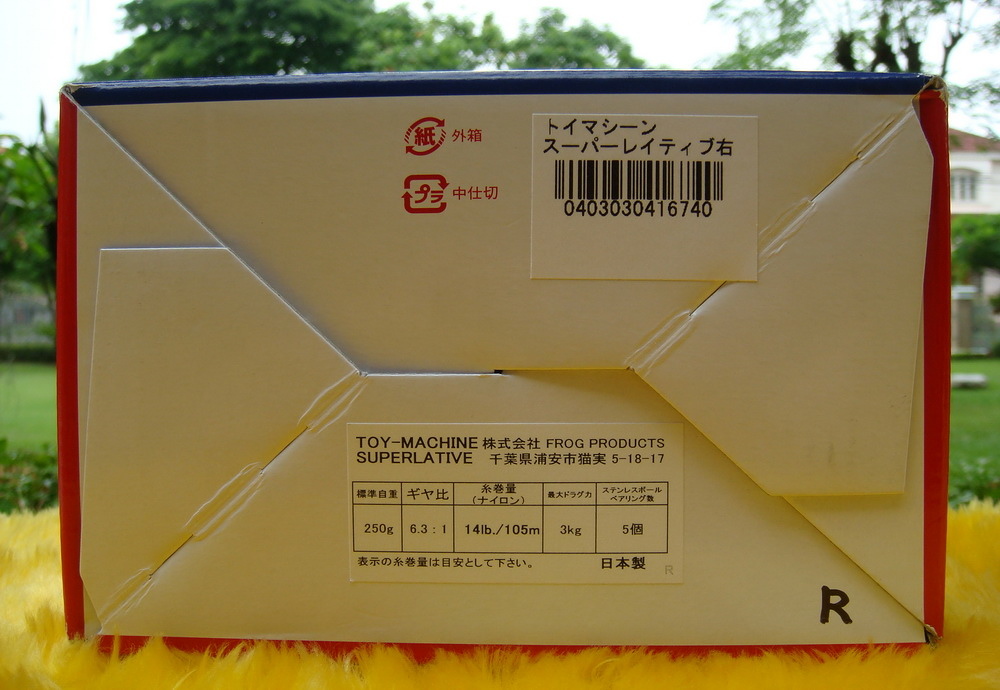 紙 外箱
プラ 中仕切
トイマシーン
スーパーレイティブ右
0403030416740
TOY-MACHINE 株式会社 FROG PRODUCTS
SUPERLATIVE 千葉県浦安市猫実 5-18-17
標準自重 ギヤ比 糸巻量(ナイロン) 最大ドラグ力 ステンレスボールベアリング数
250g 6.3:1 14lb./105m 3kg 5個
表示の糸巻量は目安として下さい。 日本製 R
R